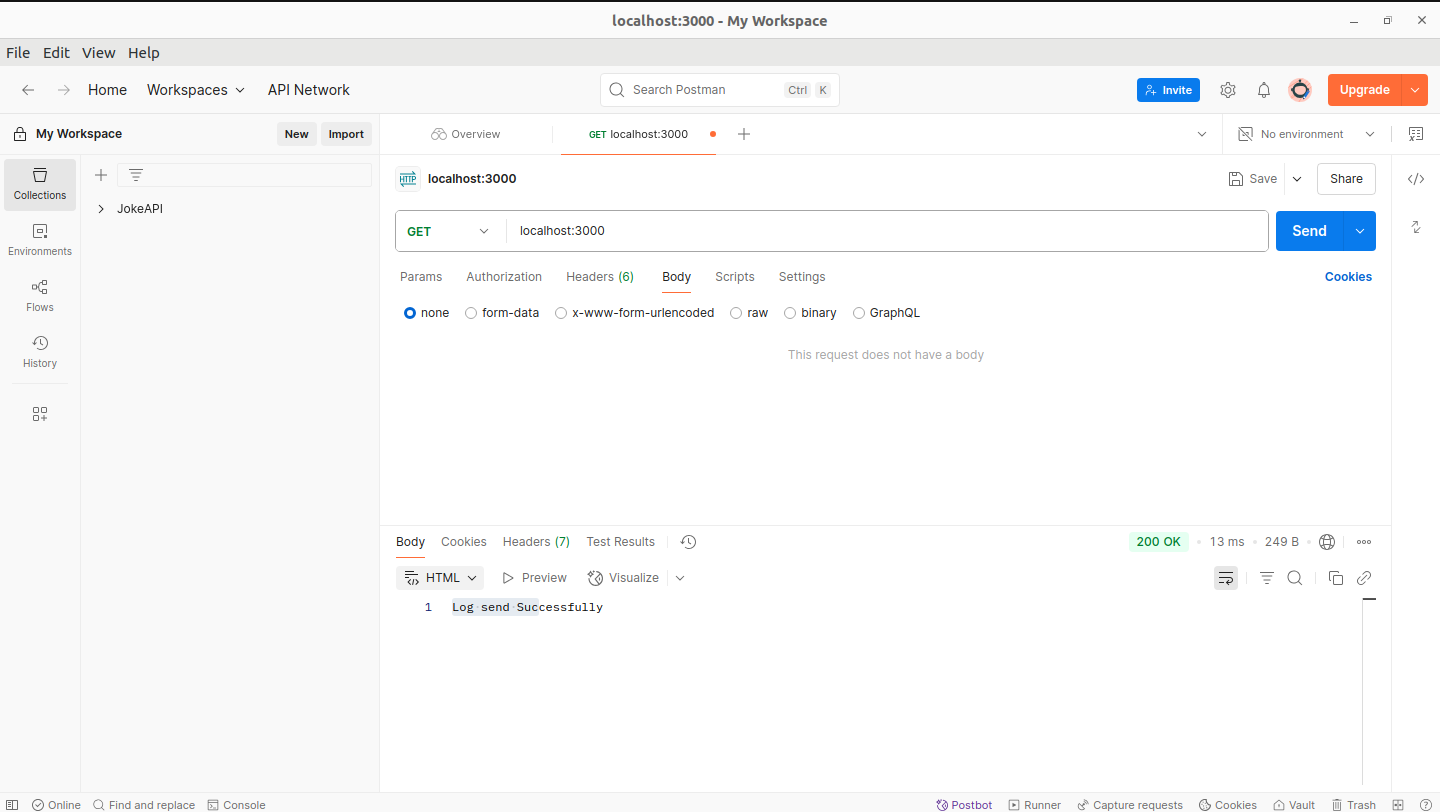 localhost:3000 - My Workspace
File Edit View Help
Home Workspaces API Network Search Postman Ctrl K Invite Upgrade
My Workspace New Import Overview GET localhost:3000 No environment
Collections
JokeAPI
Environments
Flows
History
HTTP localhost:3000 Save Share
GET localhost:3000 Send
Params Authorization Headers (6) Body Scripts Settings Cookies
none form-data x-www-form-urlencoded raw binary GraphQL
This request does not have a body
Body Cookies Headers (7) Test Results 200 OK 13 ms 249 B
HTML Preview Visualize
1 Log send Successfully
Online Find and replace Console Postbot Runner Capture requests Cookies Vault Trash